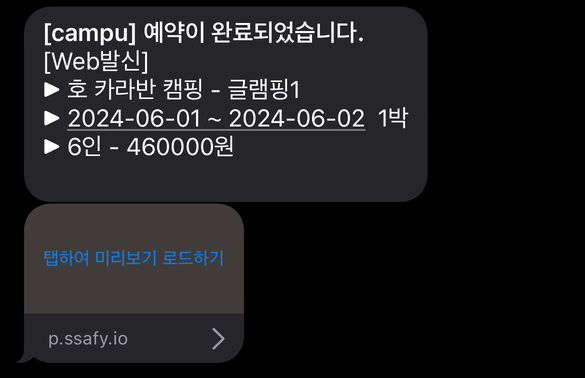 [campu] 예약이 완료되었습니다.
[Web발신]
▶ 호 카라반 캠핑 - 글램핑1
▶ 2024-06-01 ~ 2024-06-02 1박
▶ 6인 - 460000원
탭하여 미리보기 로드하기
p.ssafy.io